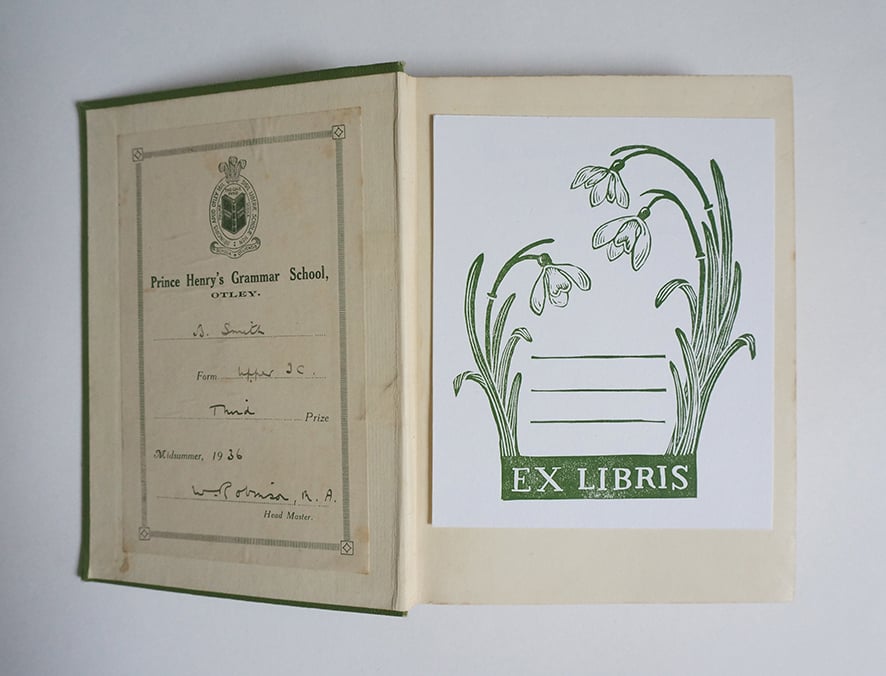 Prince Henry's Grammar School,
OTLEY.
B. Smith
Form Upper IC.
Third Prize
Midsummer, 1936
W. Robinson, M. A.
Head Master.
EX LIBRIS